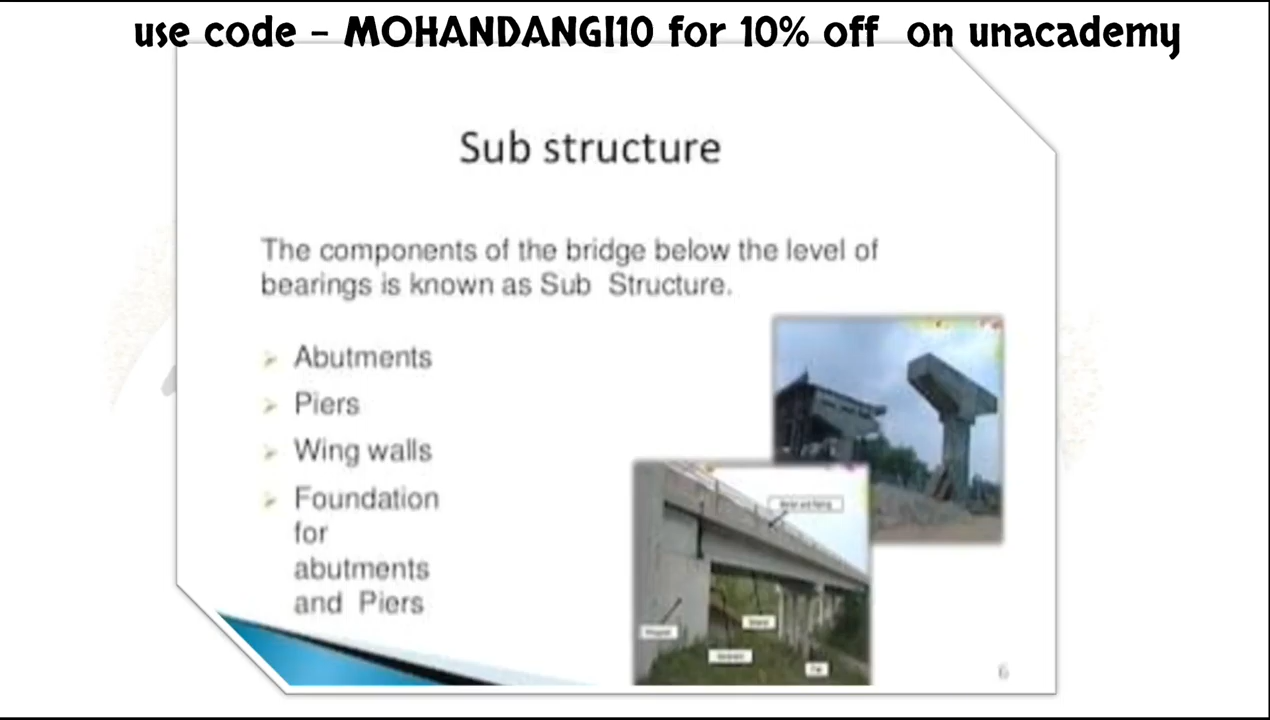 use code - MOHANDANGI10 for 10% off on unacademy
Sub structure
The components of the bridge below the level of
bearings is known as Sub Structure.
Abutments
Piers
Wing walls
Foundation
for
abutments
and Piers
6